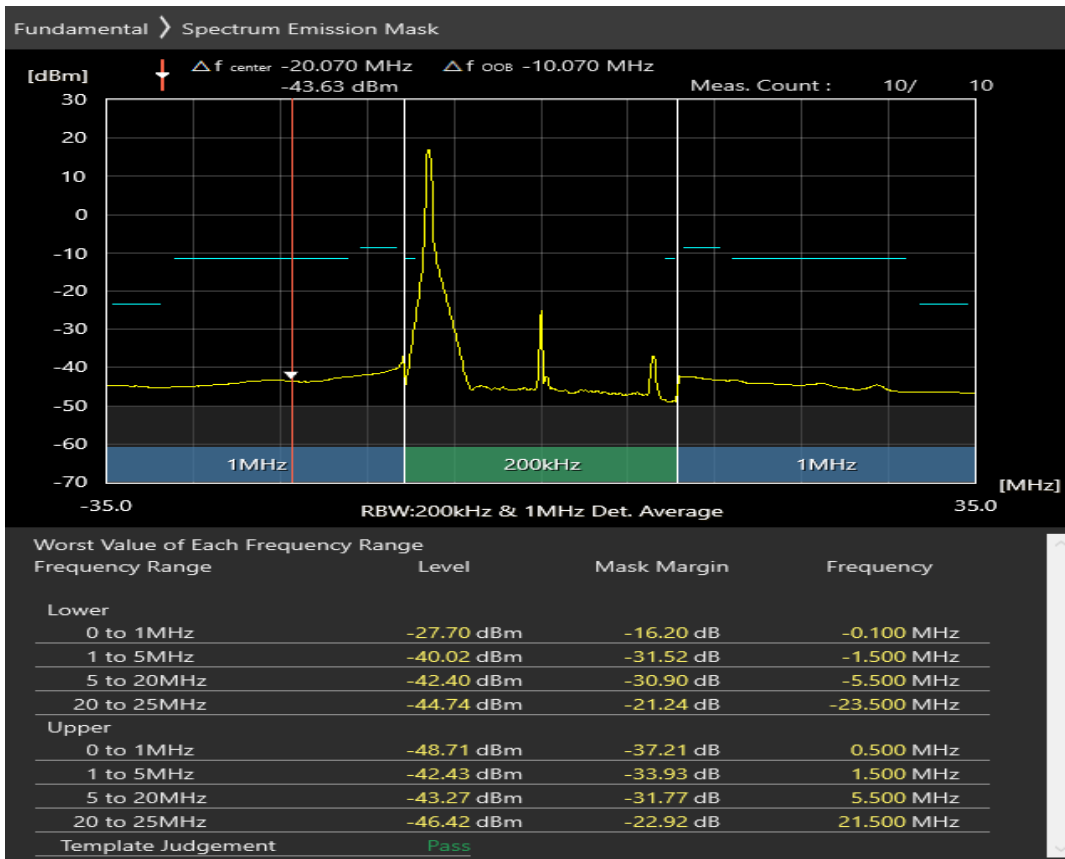 Fundamental ❯ Spectrum Emission Mask
△f center -20.070 MHz △f OOB -10.070 MHz
[dBm]
-43.63 dBm
Meas. Count : 10/ 10
30
20
10
0
-10
-20
-30
-40
-50
-60
1MHz 200kHz 1MHz
-70
[MHz]
-35.0 35.0
RBW:200kHz & 1MHz Det. Average
Worst Value of Each Frequency Range
Frequency Range Level Mask Margin Frequency
Lower
0 to 1MHz -27.70 dBm -16.20 dB -0.100 MHz
1 to 5MHz -40.02 dBm -31.52 dB -1.500 MHz
5 to 20MHz -42.40 dBm -30.90 dB -5.500 MHz
20 to 25MHz -44.74 dBm -21.24 dB -23.500 MHz
Upper
0 to 1MHz -48.71 dBm -37.21 dB 0.500 MHz
1 to 5MHz -42.43 dBm -33.93 dB 1.500 MHz
5 to 20MHz -43.27 dBm -31.77 dB 5.500 MHz
20 to 25MHz -46.42 dBm -22.92 dB 21.500 MHz
Template Judgement Pass